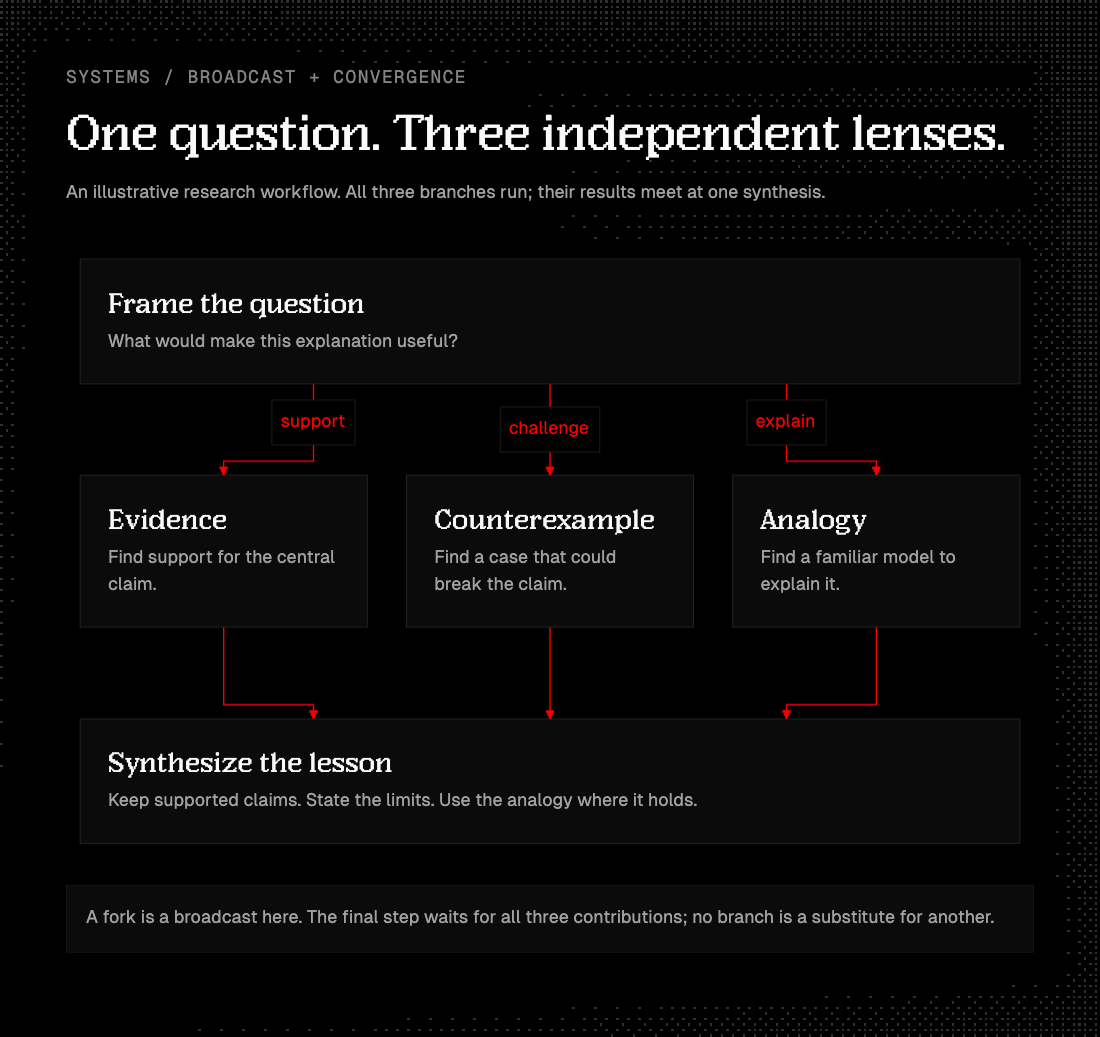 SYSTEMS / BROADCAST + CONVERGENCE
One question. Three independent lenses.
An illustrative research workflow. All three branches run; their results meet at one synthesis.
Frame the question
What would make this explanation useful?
support
challenge
explain
Evidence
Find support for the central
claim.
Counterexample
Find a case that could
break the claim.
Analogy
Find a familiar model to
explain it.
Synthesize the lesson
Keep supported claims. State the limits. Use the analogy where it holds.
A fork is a broadcast here. The final step waits for all three contributions; no branch is a substitute for another.